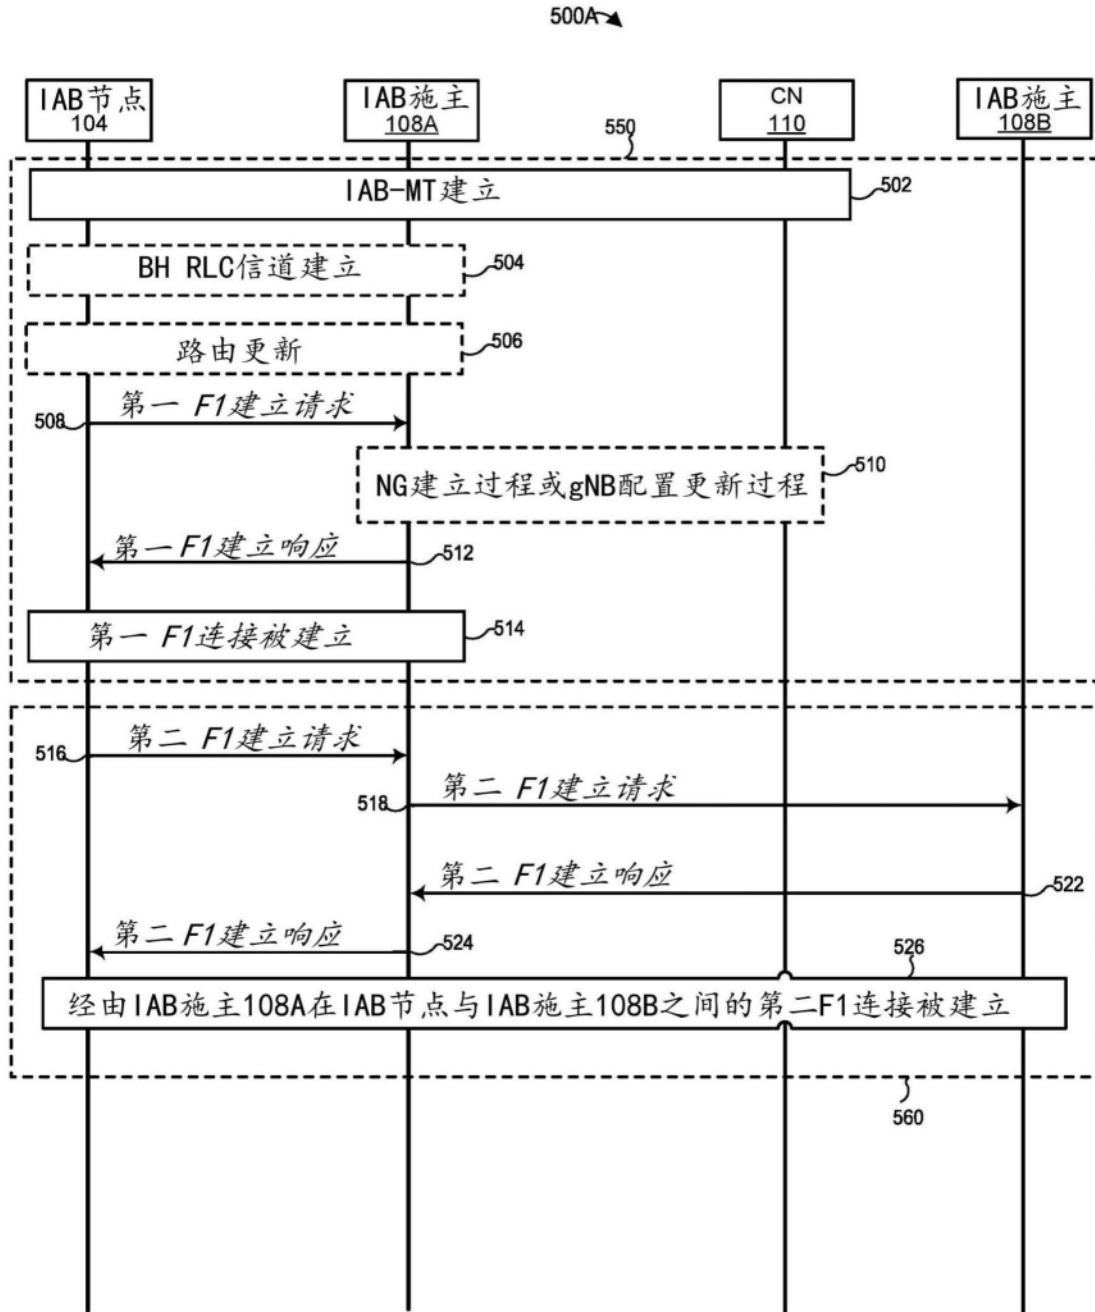 500A
IAB节点
104
IAB施主
108A
CN
110
IAB施主
108B
550
IAB-MT建立
502
BH RLC信道建立
504
路由更新
506
第一 F1建立请求
508
NG建立过程或gNB配置更新过程
510
第一 F1建立响应
512
第一 F1连接被建立
514
第二 F1建立请求
516
第二 F1建立请求
518
第二 F1建立响应
522
第二 F1建立响应
524
526
经由IAB施主108A在IAB节点与IAB施主108B之间的第二F1连接被建立
560